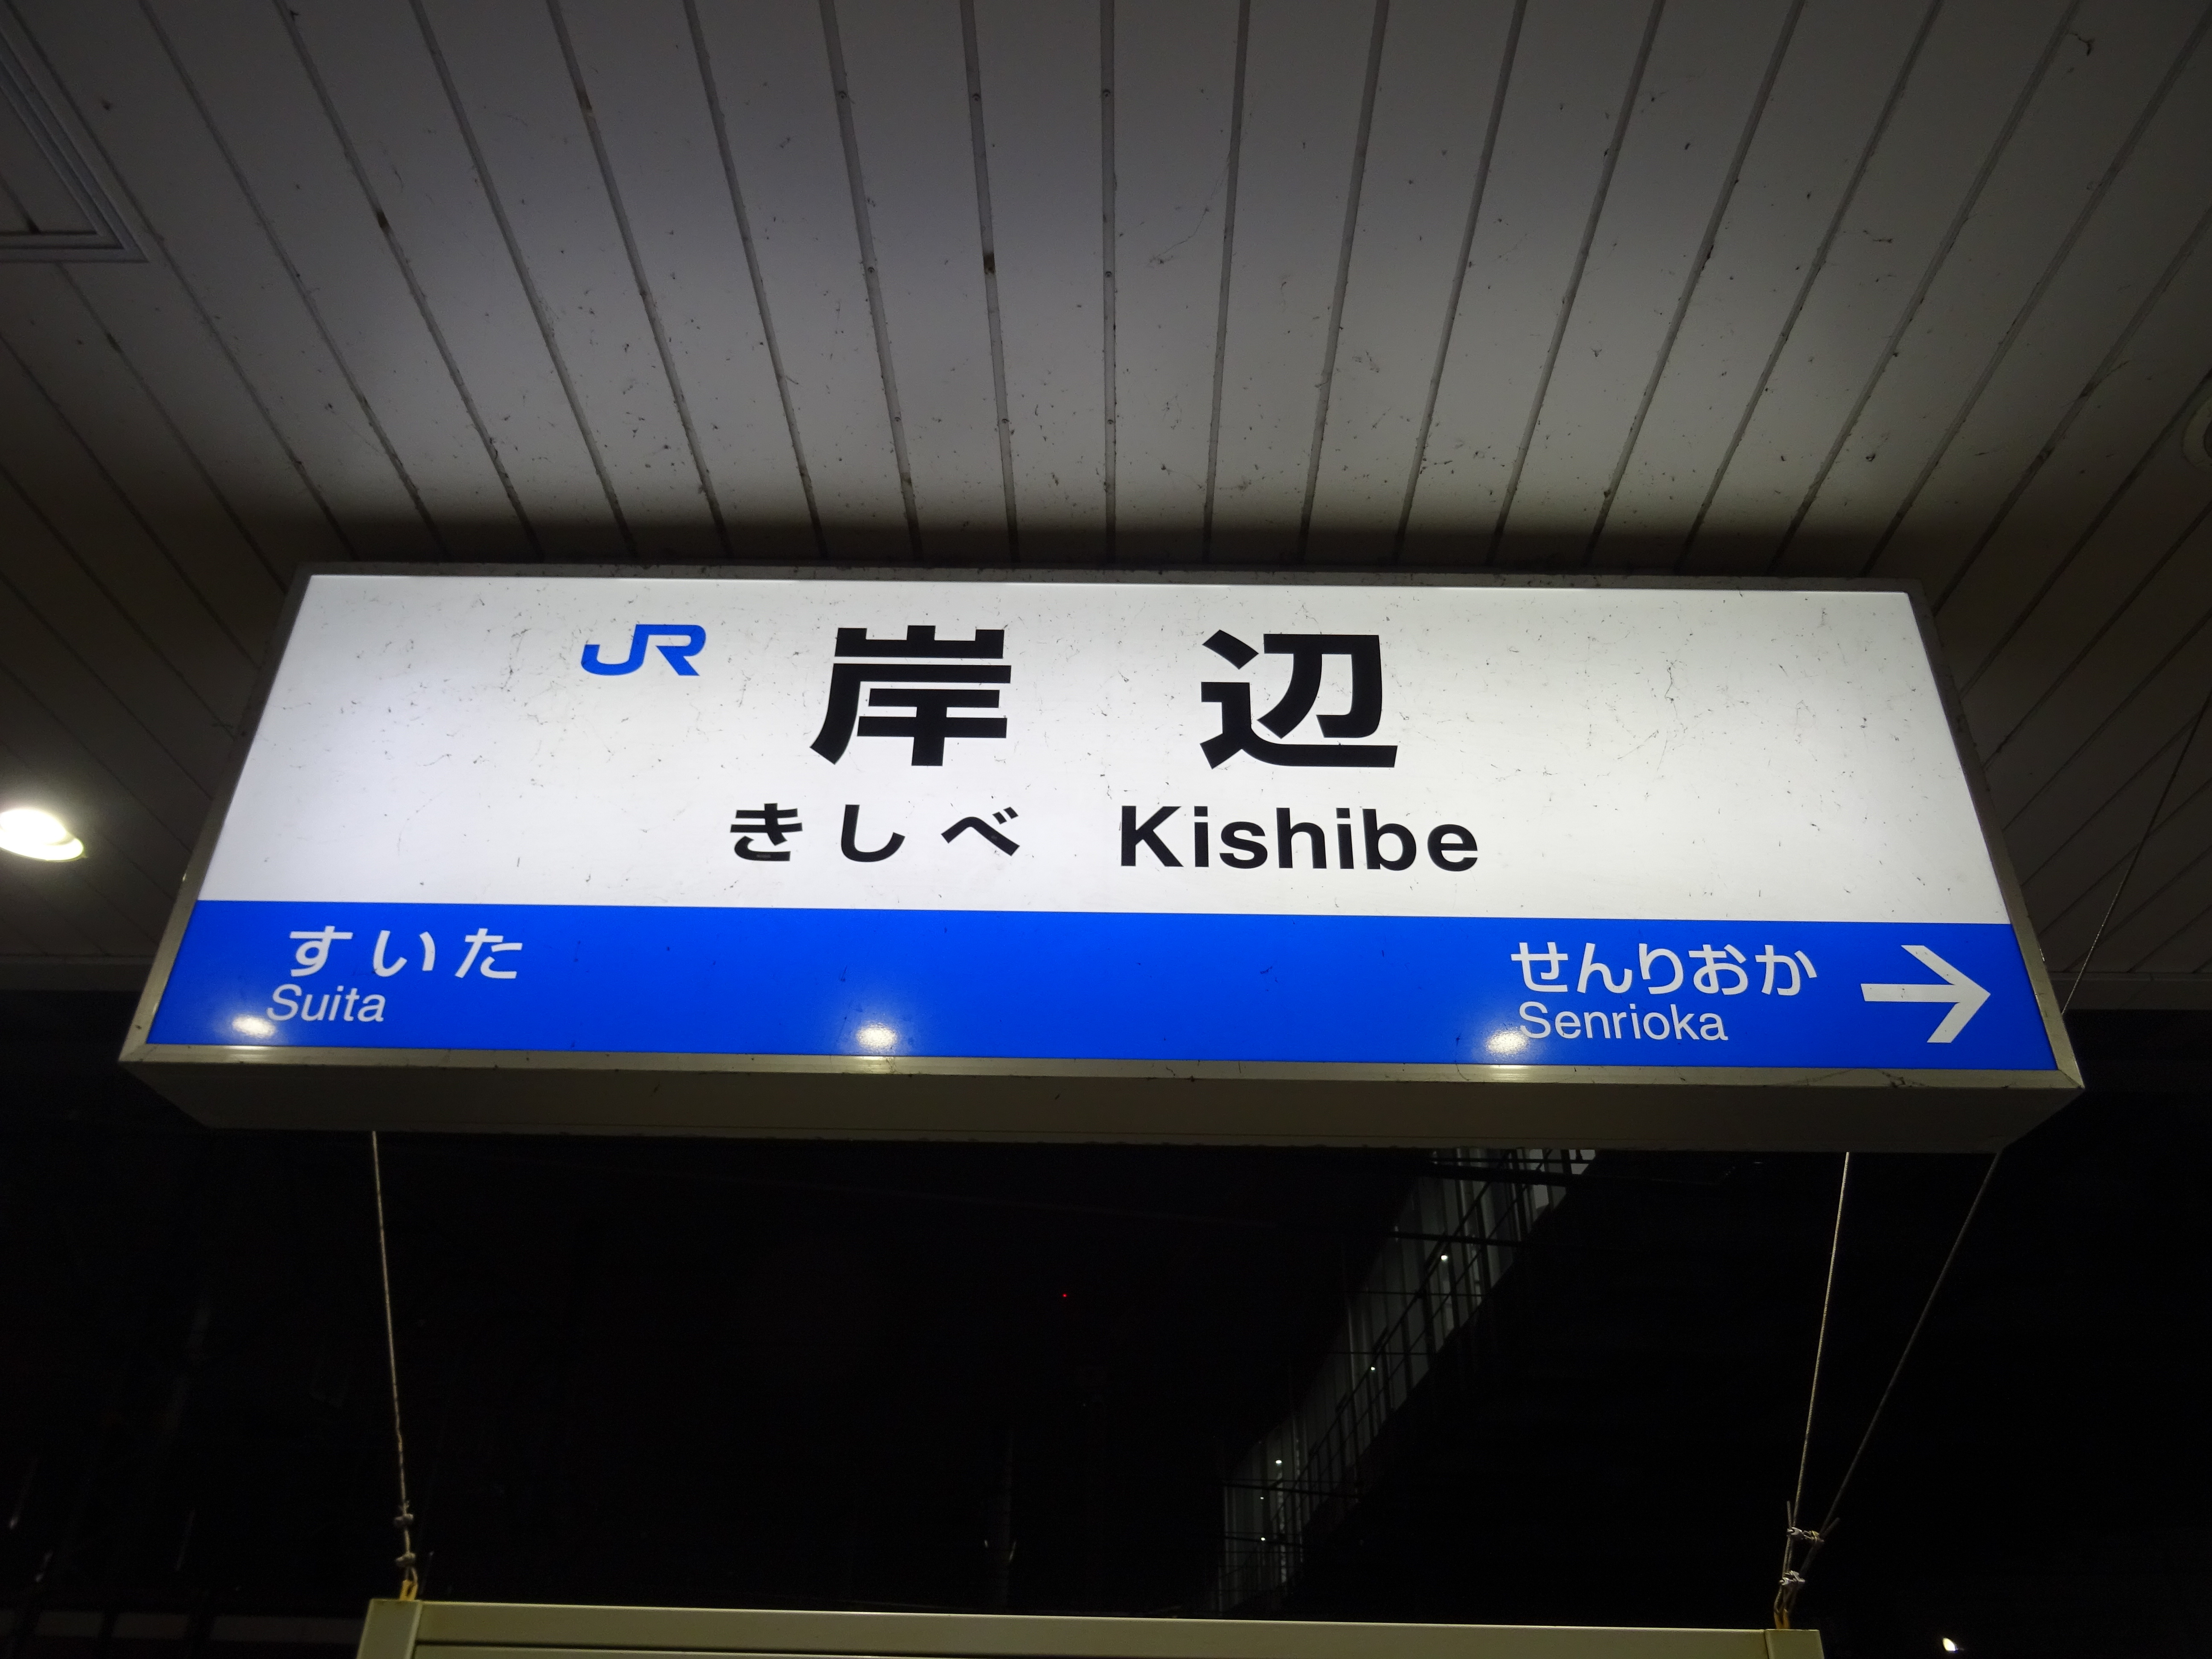 JR 岸辺
きしべ Kishibe
すいた
Suita
せんりおか →
Senrioka